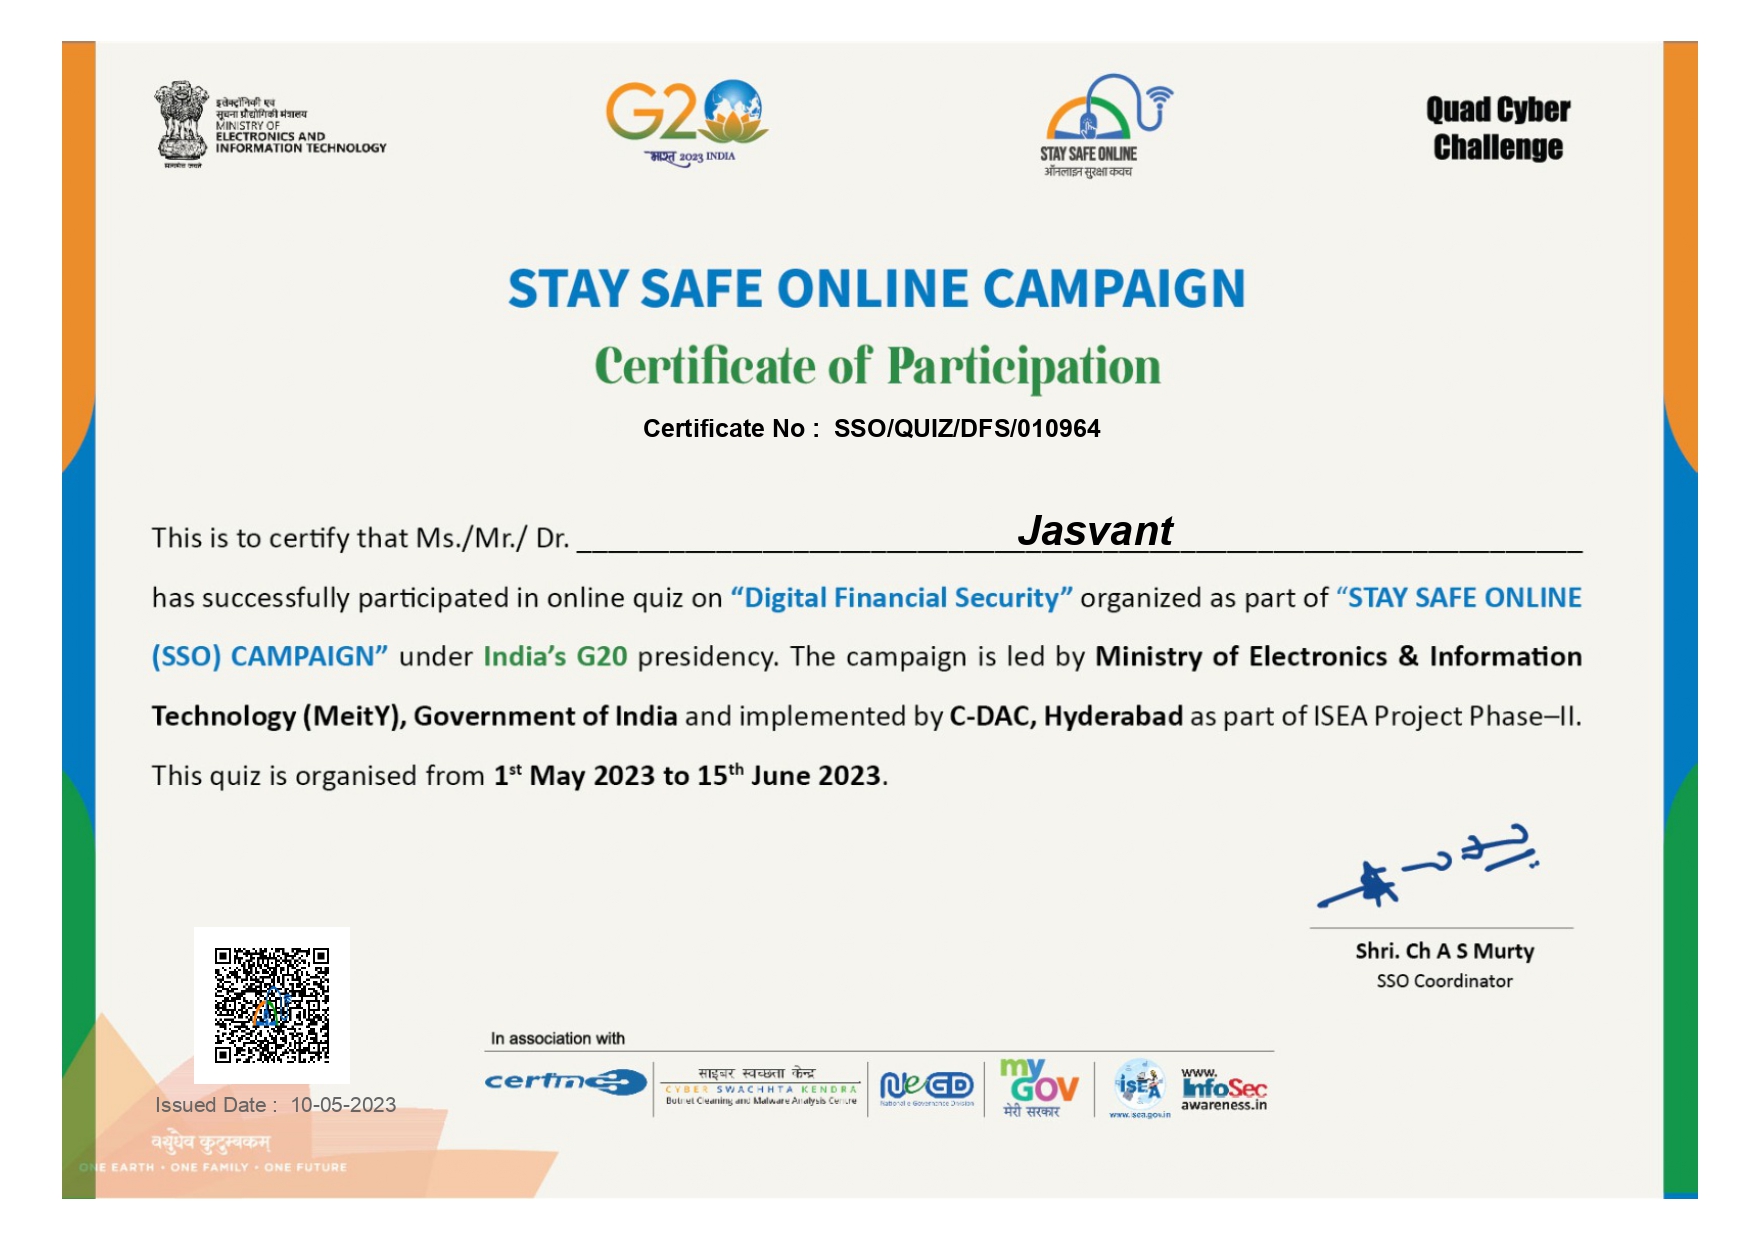 इलेक्ट्रॉनिकी एवं
सूचना प्रौद्योगिकी मंत्रालय
MINISTRY OF
ELECTRONICS AND
INFORMATION TECHNOLOGY
सत्यमेव जयते
G20
भारत 2023 INDIA
STAY SAFE ONLINE
ऑनलाइन सुरक्षा कवच
Quad Cyber
Challenge
STAY SAFE ONLINE CAMPAIGN
Certificate of Participation
Certificate No : SSO/QUIZ/DFS/010964
This is to certify that Ms./Mr./ Dr. Jasvant
has successfully participated in online quiz on “Digital Financial Security” organized as part of “STAY SAFE ONLINE
(SSO) CAMPAIGN” under India’s G20 presidency. The campaign is led by Ministry of Electronics & Information
Technology (MeitY), Government of India and implemented by C-DAC, Hyderabad as part of ISEA Project Phase–II.
This quiz is organised from 1st May 2023 to 15th June 2023.
Shri. Ch A S Murty
SSO Coordinator
In association with
साइबर स्वच्छता केन्द्र
CYBER SWACHHTA KENDRA
Botnet Cleaning and Malware Analysis Centre
NeGD
National e-Governance Division
my
GOV
मेरी सरकार
isEA
www.isea.gov.in
www.
InfoSec
awareness.in
Issued Date : 10-05-2023
वसुधैव कुटुम्बकम्
ONE EARTH • ONE FAMILY • ONE FUTURE